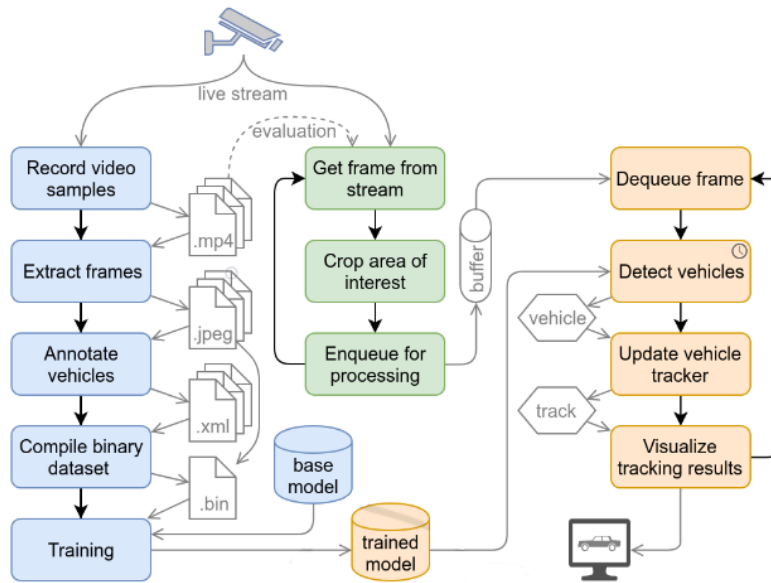 live stream
evaluation
Record video
samples
.mp4
Extract frames
.jpeg
Annotate
vehicles
.xml
Compile binary
dataset
.bin
Training
base
model
trained
model
Get frame from
stream
Crop area of
interest
Enqueue for
processing
buffer
Dequeue frame
Detect vehicles
vehicle
Update vehicle
tracker
track
Visualize
tracking results